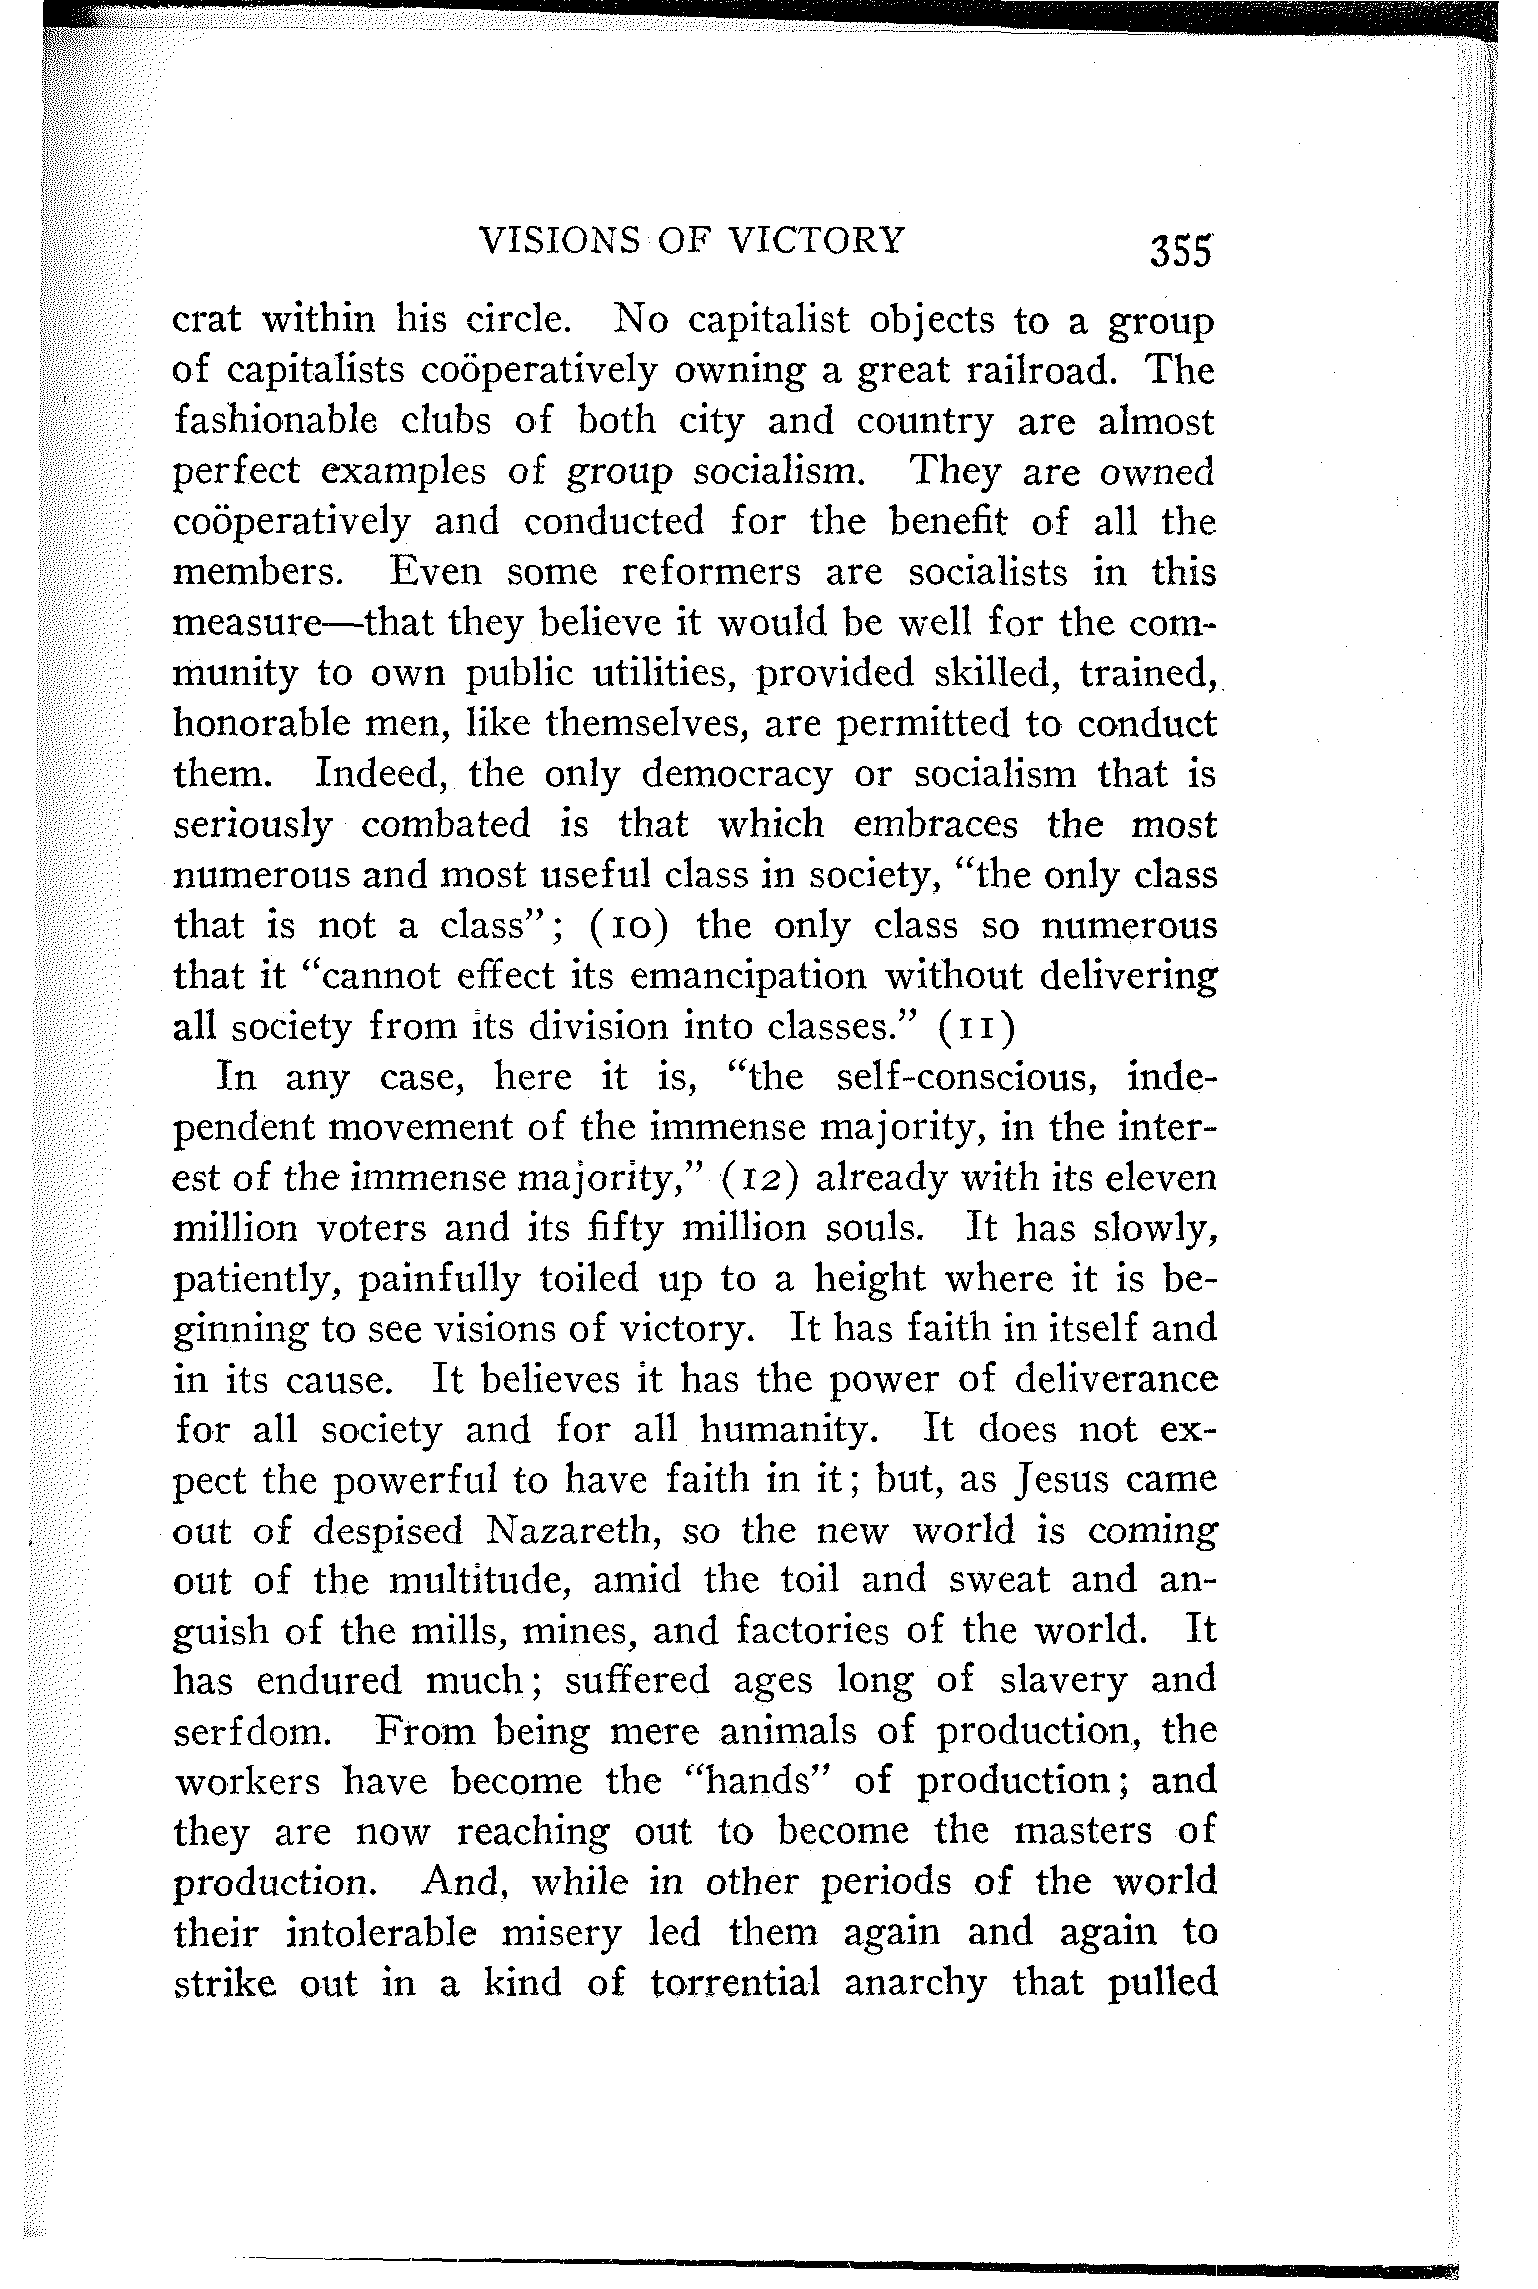 VISIONS OF VICTORY 355
crat within his circle. No capitalist objects to a group
of capitalists coöperatively owning a great railroad. The
fashionable clubs of both city and country are almost
perfect examples of group socialism. They are owned
coöperatively and conducted for the benefit of all the
members. Even some reformers are socialists in this
measure—that they believe it would be well for the com-
munity to own public utilities, provided skilled, trained,
honorable men, like themselves, are permitted to conduct
them. Indeed, the only democracy or socialism that is
seriously combated is that which embraces the most
numerous and most useful class in society, “the only class
that is not a class”; (10) the only class so numerous
that it “cannot effect its emancipation without delivering
all society from its division into classes.” (11)
In any case, here it is, “the self-conscious, inde-
pendent movement of the immense majority, in the inter-
est of the immense majority,” (12) already with its eleven
million voters and its fifty million souls. It has slowly,
patiently, painfully toiled up to a height where it is be-
ginning to see visions of victory. It has faith in itself and
in its cause. It believes it has the power of deliverance
for all society and for all humanity. It does not ex-
pect the powerful to have faith in it; but, as Jesus came
out of despised Nazareth, so the new world is coming
out of the multitude, amid the toil and sweat and an-
guish of the mills, mines, and factories of the world. It
has endured much; suffered ages long of slavery and
serfdom. From being mere animals of production, the
workers have become the “hands” of production; and
they are now reaching out to become the masters of
production. And, while in other periods of the world
their intolerable misery led them again and again to
strike out in a kind of torrential anarchy that pulled